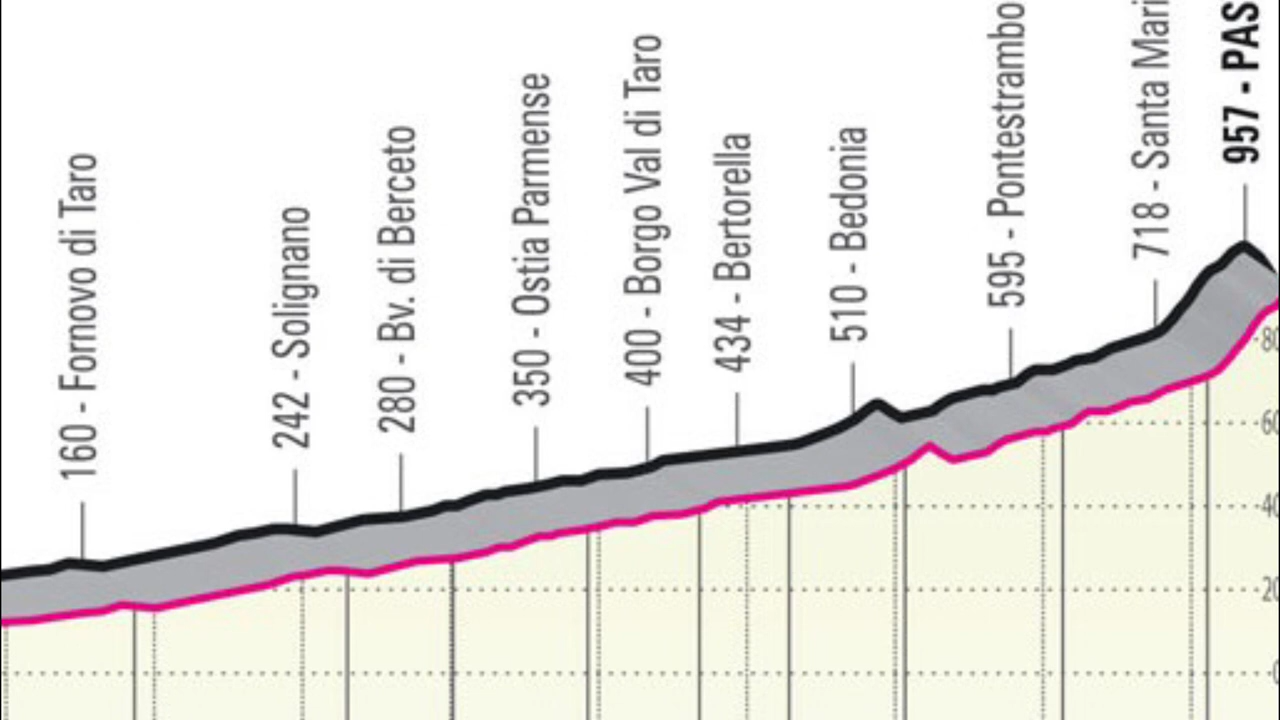 160 - Fornovo di Taro
242 - Solignano
280 - Bv. di Berceto
350 - Ostia Parmense
400 - Borgo Val di Taro
434 - Bertorella
510 - Bedonia
595 - Pontestrambo
718 - Santa Mari
957 - PAS